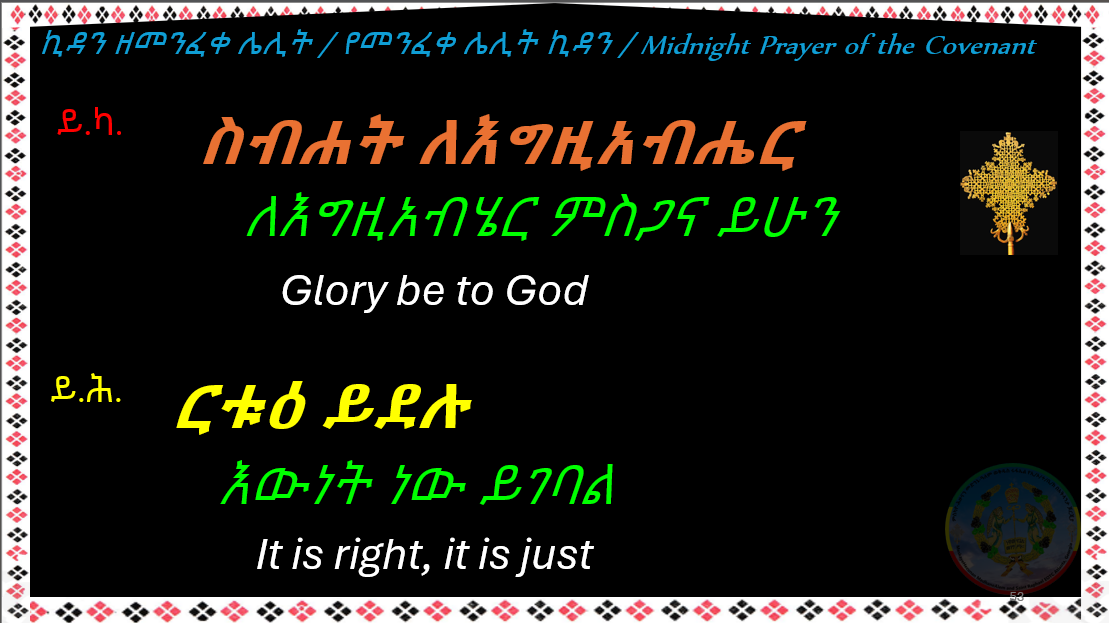 ኪዳን ዘመንፈቀ ሌሊት / የመንፈቀ ሌሊት ኪዳን / Midnight Prayer of the Covenant
ይ.ካ.
ስብሐት ለእግዚአብሔር
ለእግዚአብሄር ምስጋና ይሁን
Glory be to God
ይ.ሕ.
ርቱዕ ይደሉ
እውነት ነው ይገባል
It is right, it is just
53